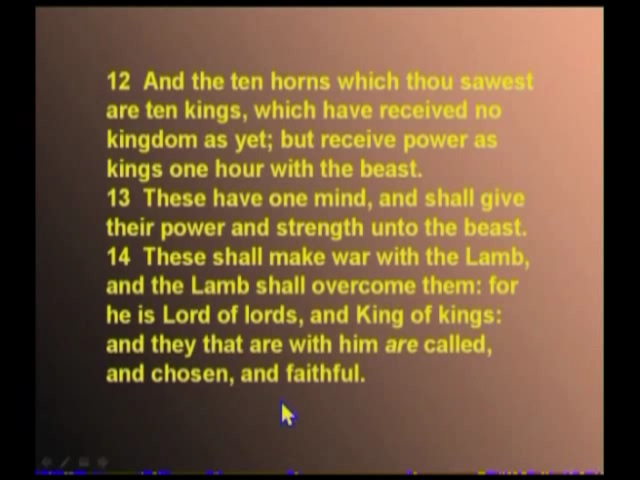 12 And the ten horns which thou sawest
are ten kings, which have received no
kingdom as yet; but receive power as
kings one hour with the beast.
13 These have one mind, and shall give
their power and strength unto the beast.
14 These shall make war with the Lamb,
and the Lamb shall overcome them: for
he is Lord of lords, and King of kings:
and they that are with him are called,
and chosen, and faithful.